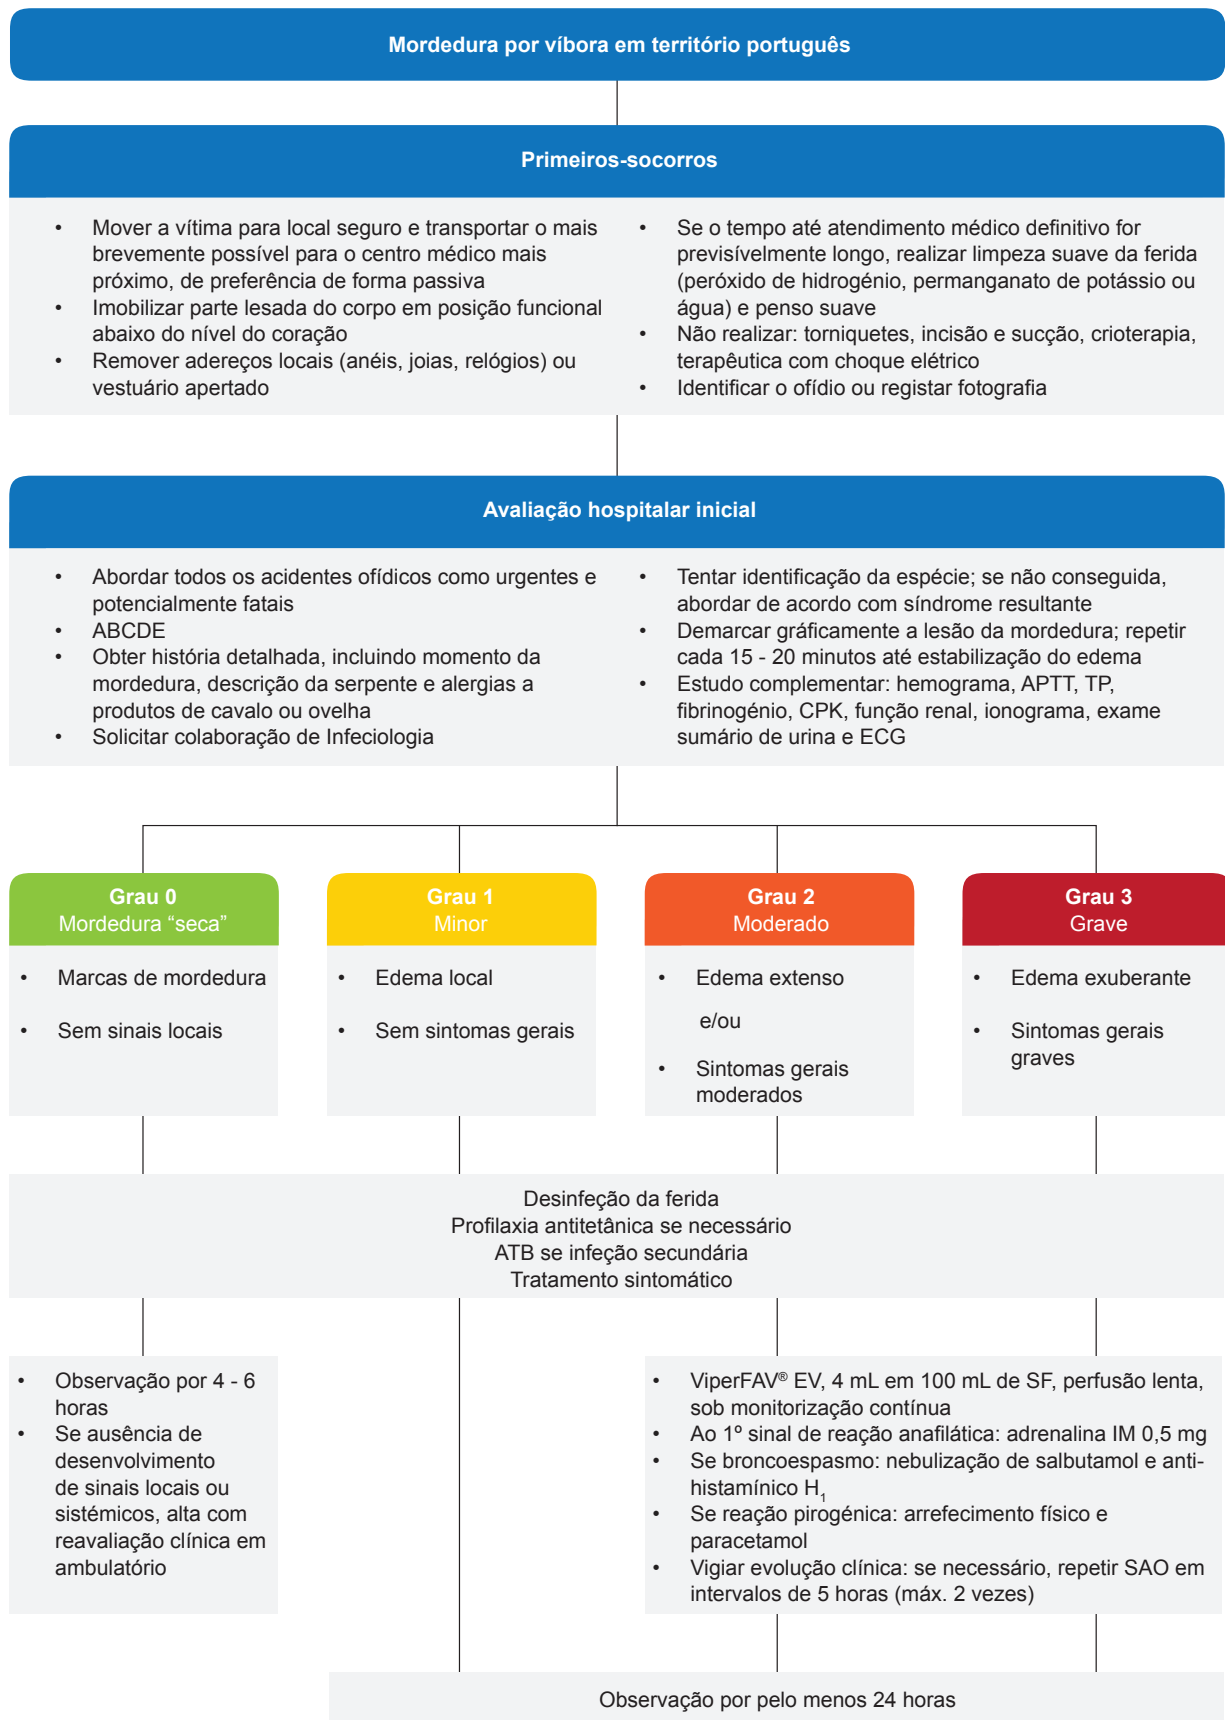 Mordedura por víbora em território português
Primeiros-socorros
• Mover a vítima para local seguro e transportar o mais
brevemente possível para o centro médico mais
próximo, de preferência de forma passiva
• Imobilizar parte lesada do corpo em posição funcional
abaixo do nível do coração
• Remover adereços locais (anéis, joias, relógios) ou
vestuário apertado
• Se o tempo até atendimento médico definitivo for
previsívelmente longo, realizar limpeza suave da ferida
(peróxido de hidrogénio, permanganato de potássio ou
água) e penso suave
• Não realizar: torniquetes, incisão e sucção, crioterapia,
terapêutica com choque elétrico
• Identificar o ofídio ou registar fotografia
Avaliação hospitalar inicial
• Abordar todos os acidentes ofídicos como urgentes e
potencialmente fatais
• ABCDE
• Obter história detalhada, incluindo momento da
mordedura, descrição da serpente e alergias a
produtos de cavalo ou ovelha
• Solicitar colaboração de Infeciologia
• Tentar identificação da espécie; se não conseguida,
abordar de acordo com síndrome resultante
• Demarcar gráficamente a lesão da mordedura; repetir
cada 15 - 20 minutos até estabilização do edema
• Estudo complementar: hemograma, APTT, TP,
fibrinogénio, CPK, função renal, ionograma, exame
sumário de urina e ECG
Grau 0
Mordedura “seca”
• Marcas de mordedura
• Sem sinais locais
Grau 1
Minor
• Edema local
• Sem sintomas gerais
Grau 2
Moderado
• Edema extenso
e/ou
• Sintomas gerais
moderados
Grau 3
Grave
• Edema exuberante
• Sintomas gerais
graves
Desinfeção da ferida
Profilaxia antitetânica se necessário
ATB se infeção secundária
Tratamento sintomático
• Observação por 4 - 6
horas
• Se ausência de
desenvolvimento
de sinais locais ou
sistémicos, alta com
reavaliação clínica em
ambulatório
• ViperFAV® EV, 4 mL em 100 mL de SF, perfusão lenta,
sob monitorização contínua
• Ao 1º sinal de reação anafilática: adrenalina IM 0,5 mg
• Se broncoespasmo: nebulização de salbutamol e anti-
histamínico H1
• Se reação pirogénica: arrefecimento físico e
paracetamol
• Vigiar evolução clínica: se necessário, repetir SAO em
intervalos de 5 horas (máx. 2 vezes)
Observação por pelo menos 24 horas